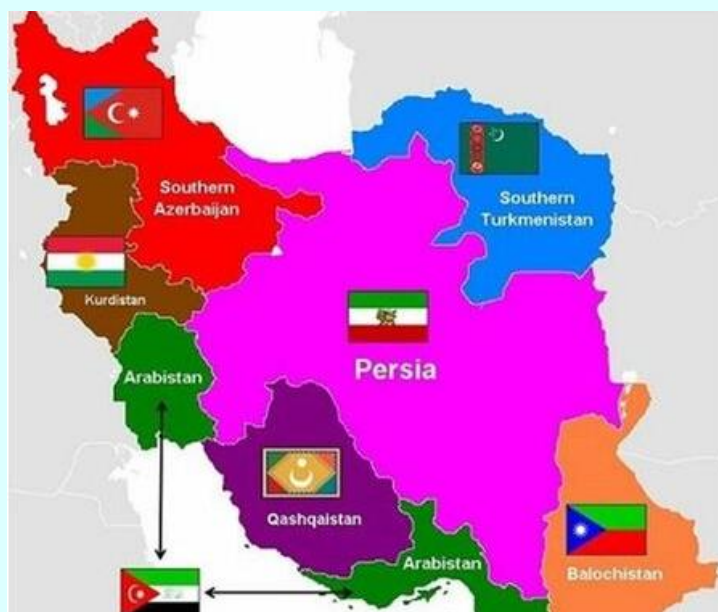 Southern
Azerbaijan
Southern
Turkmenistan
Kurdistan
Persia
Arabistan
Qashqaistan
Arabistan
Balochistan